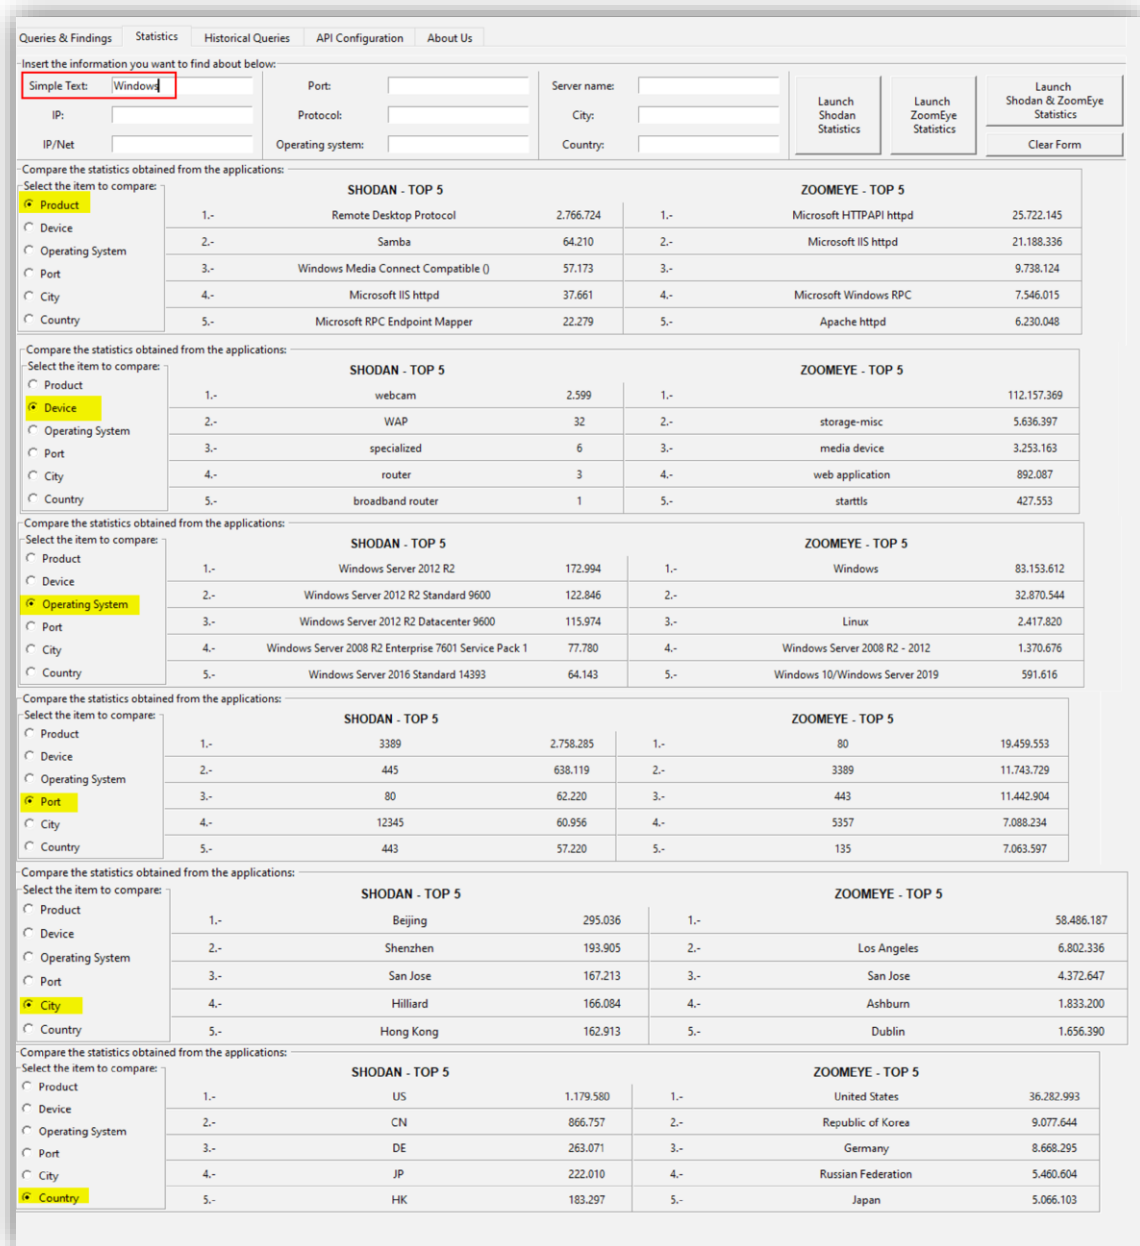 Queries & Findings Statistics Historical Queries API Configuration About Us
Insert the information you want to find about below:
Simple Text: Windows Port: Server name: Launch Shodan Statistics Launch ZoomEye Statistics Launch Shodan & ZoomEye Statistics
IP: Protocol: City:
IP/Net Operating system: Country: Clear Form
Compare the statistics obtained from the applications:
Select the item to compare: SHODAN - TOP 5 ZOOMEYE - TOP 5
Product 1.- Remote Desktop Protocol 2.766.724 1.- Microsoft HTTPAPI httpd 25.722.145
Device 2.- Samba 64.210 2.- Microsoft IIS httpd 21.188.336
Operating System 3.- Windows Media Connect Compatible () 57.173 3.- 9.738.124
Port
City 4.- Microsoft IIS httpd 37.661 4.- Microsoft Windows RPC 7.546.015
Country 5.- Microsoft RPC Endpoint Mapper 22.279 5.- Apache httpd 6.230.048
Compare the statistics obtained from the applications:
Select the item to compare: SHODAN - TOP 5 ZOOMEYE - TOP 5
Product 1.- webcam 2.599 1.- 112.157.369
Device 2.- WAP 32 2.- storage-misc 5.636.397
Operating System
Port 3.- specialized 6 3.- media device 3.253.163
City 4.- router 3 4.- web application 892.087
Country 5.- broadband router 1 5.- starttls 427.553
Compare the statistics obtained from the applications:
Select the item to compare: SHODAN - TOP 5 ZOOMEYE - TOP 5
Product 1.- Windows Server 2012 R2 172.994 1.- Windows 83.153.612
Device 2.- Windows Server 2012 R2 Standard 9600 122.846 2.- 32.870.544
Operating System
Port 3.- Windows Server 2012 R2 Datacenter 9600 115.974 3.- Linux 2.417.820
City 4.- Windows Server 2008 R2 Enterprise 7601 Service Pack 1 77.780 4.- Windows Server 2008 R2 - 2012 1.370.676
Country 5.- Windows Server 2016 Standard 14393 64.143 5.- Windows 10/Windows Server 2019 591.616
Compare the statistics obtained from the applications:
Select the item to compare: SHODAN - TOP 5 ZOOMEYE - TOP 5
Product 1.- 3389 2.758.285 1.- 80 19.459.553
Device 2.- 445 638.119 2.- 3389 11.743.729
Operating System
Port 3.- 80 62.220 3.- 443 11.442.904
City 4.- 12345 60.956 4.- 5357 7.088.234
Country 5.- 443 57.220 5.- 135 7.063.597
Compare the statistics obtained from the applications:
Select the item to compare: SHODAN - TOP 5 ZOOMEYE - TOP 5
Product 1.- Beijing 295.036 1.- 58.486.187
Device 2.- Shenzhen 193.905 2.- Los Angeles 6.802.336
Operating System
Port 3.- San Jose 167.213 3.- San Jose 4.372.647
City 4.- Hilliard 166.084 4.- Ashburn 1.833.200
Country 5.- Hong Kong 162.913 5.- Dublin 1.656.390
Compare the statistics obtained from the applications:
Select the item to compare: SHODAN - TOP 5 ZOOMEYE - TOP 5
Product 1.- US 1.179.580 1.- United States 36.282.993
Device 2.- CN 866.757 2.- Republic of Korea 9.077.644
Operating System
Port 3.- DE 263.071 3.- Germany 8.668.295
City 4.- JP 222.010 4.- Russian Federation 5.460.604
Country 5.- HK 183.297 5.- Japan 5.066.103